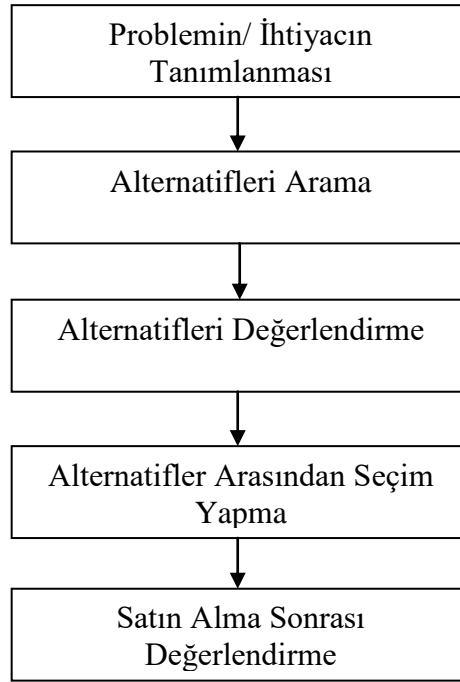 Problemin/ İhtiyacın
Tanımlanması
Alternatifleri Arama
Alternatifleri Değerlendirme
Alternatifler Arasından Seçim
Yapma
Satın Alma Sonrası
Değerlendirme